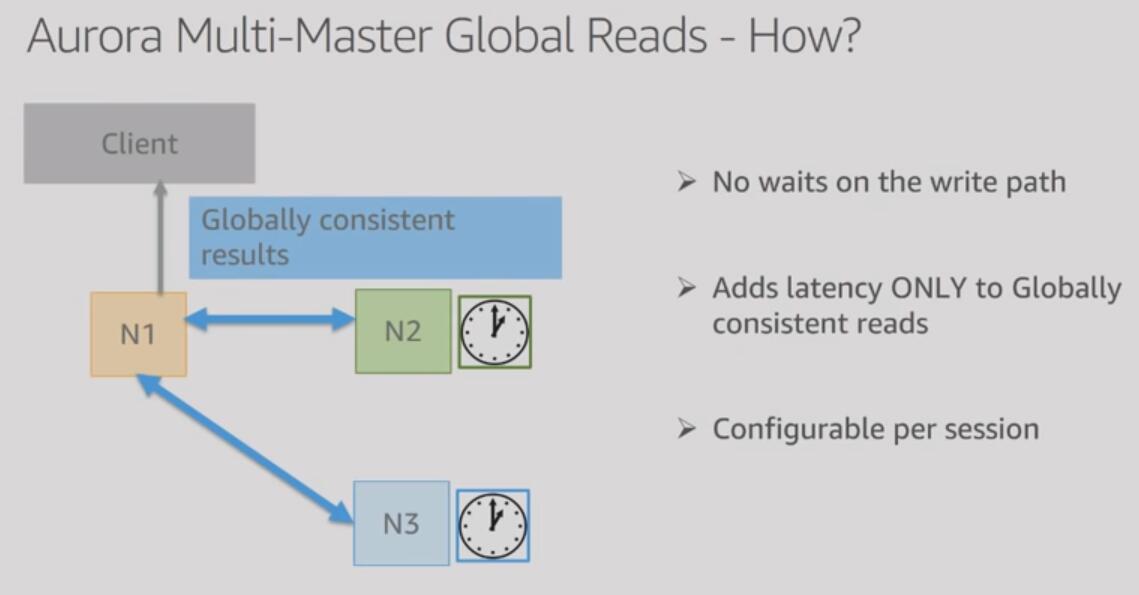 Aurora Multi-Master Global Reads - How?
Client
Globally consistent
results
N1
N2
N3
➢ No waits on the write path
➢ Adds latency ONLY to Globally
consistent reads
➢ Configurable per session